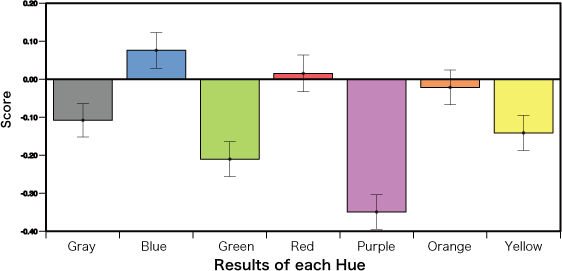 0.20
0.10
0.00
-0.10
-0.20
-0.30
-0.40
Score
Gray Blue Green Red Purple Orange Yellow
Results of each Hue